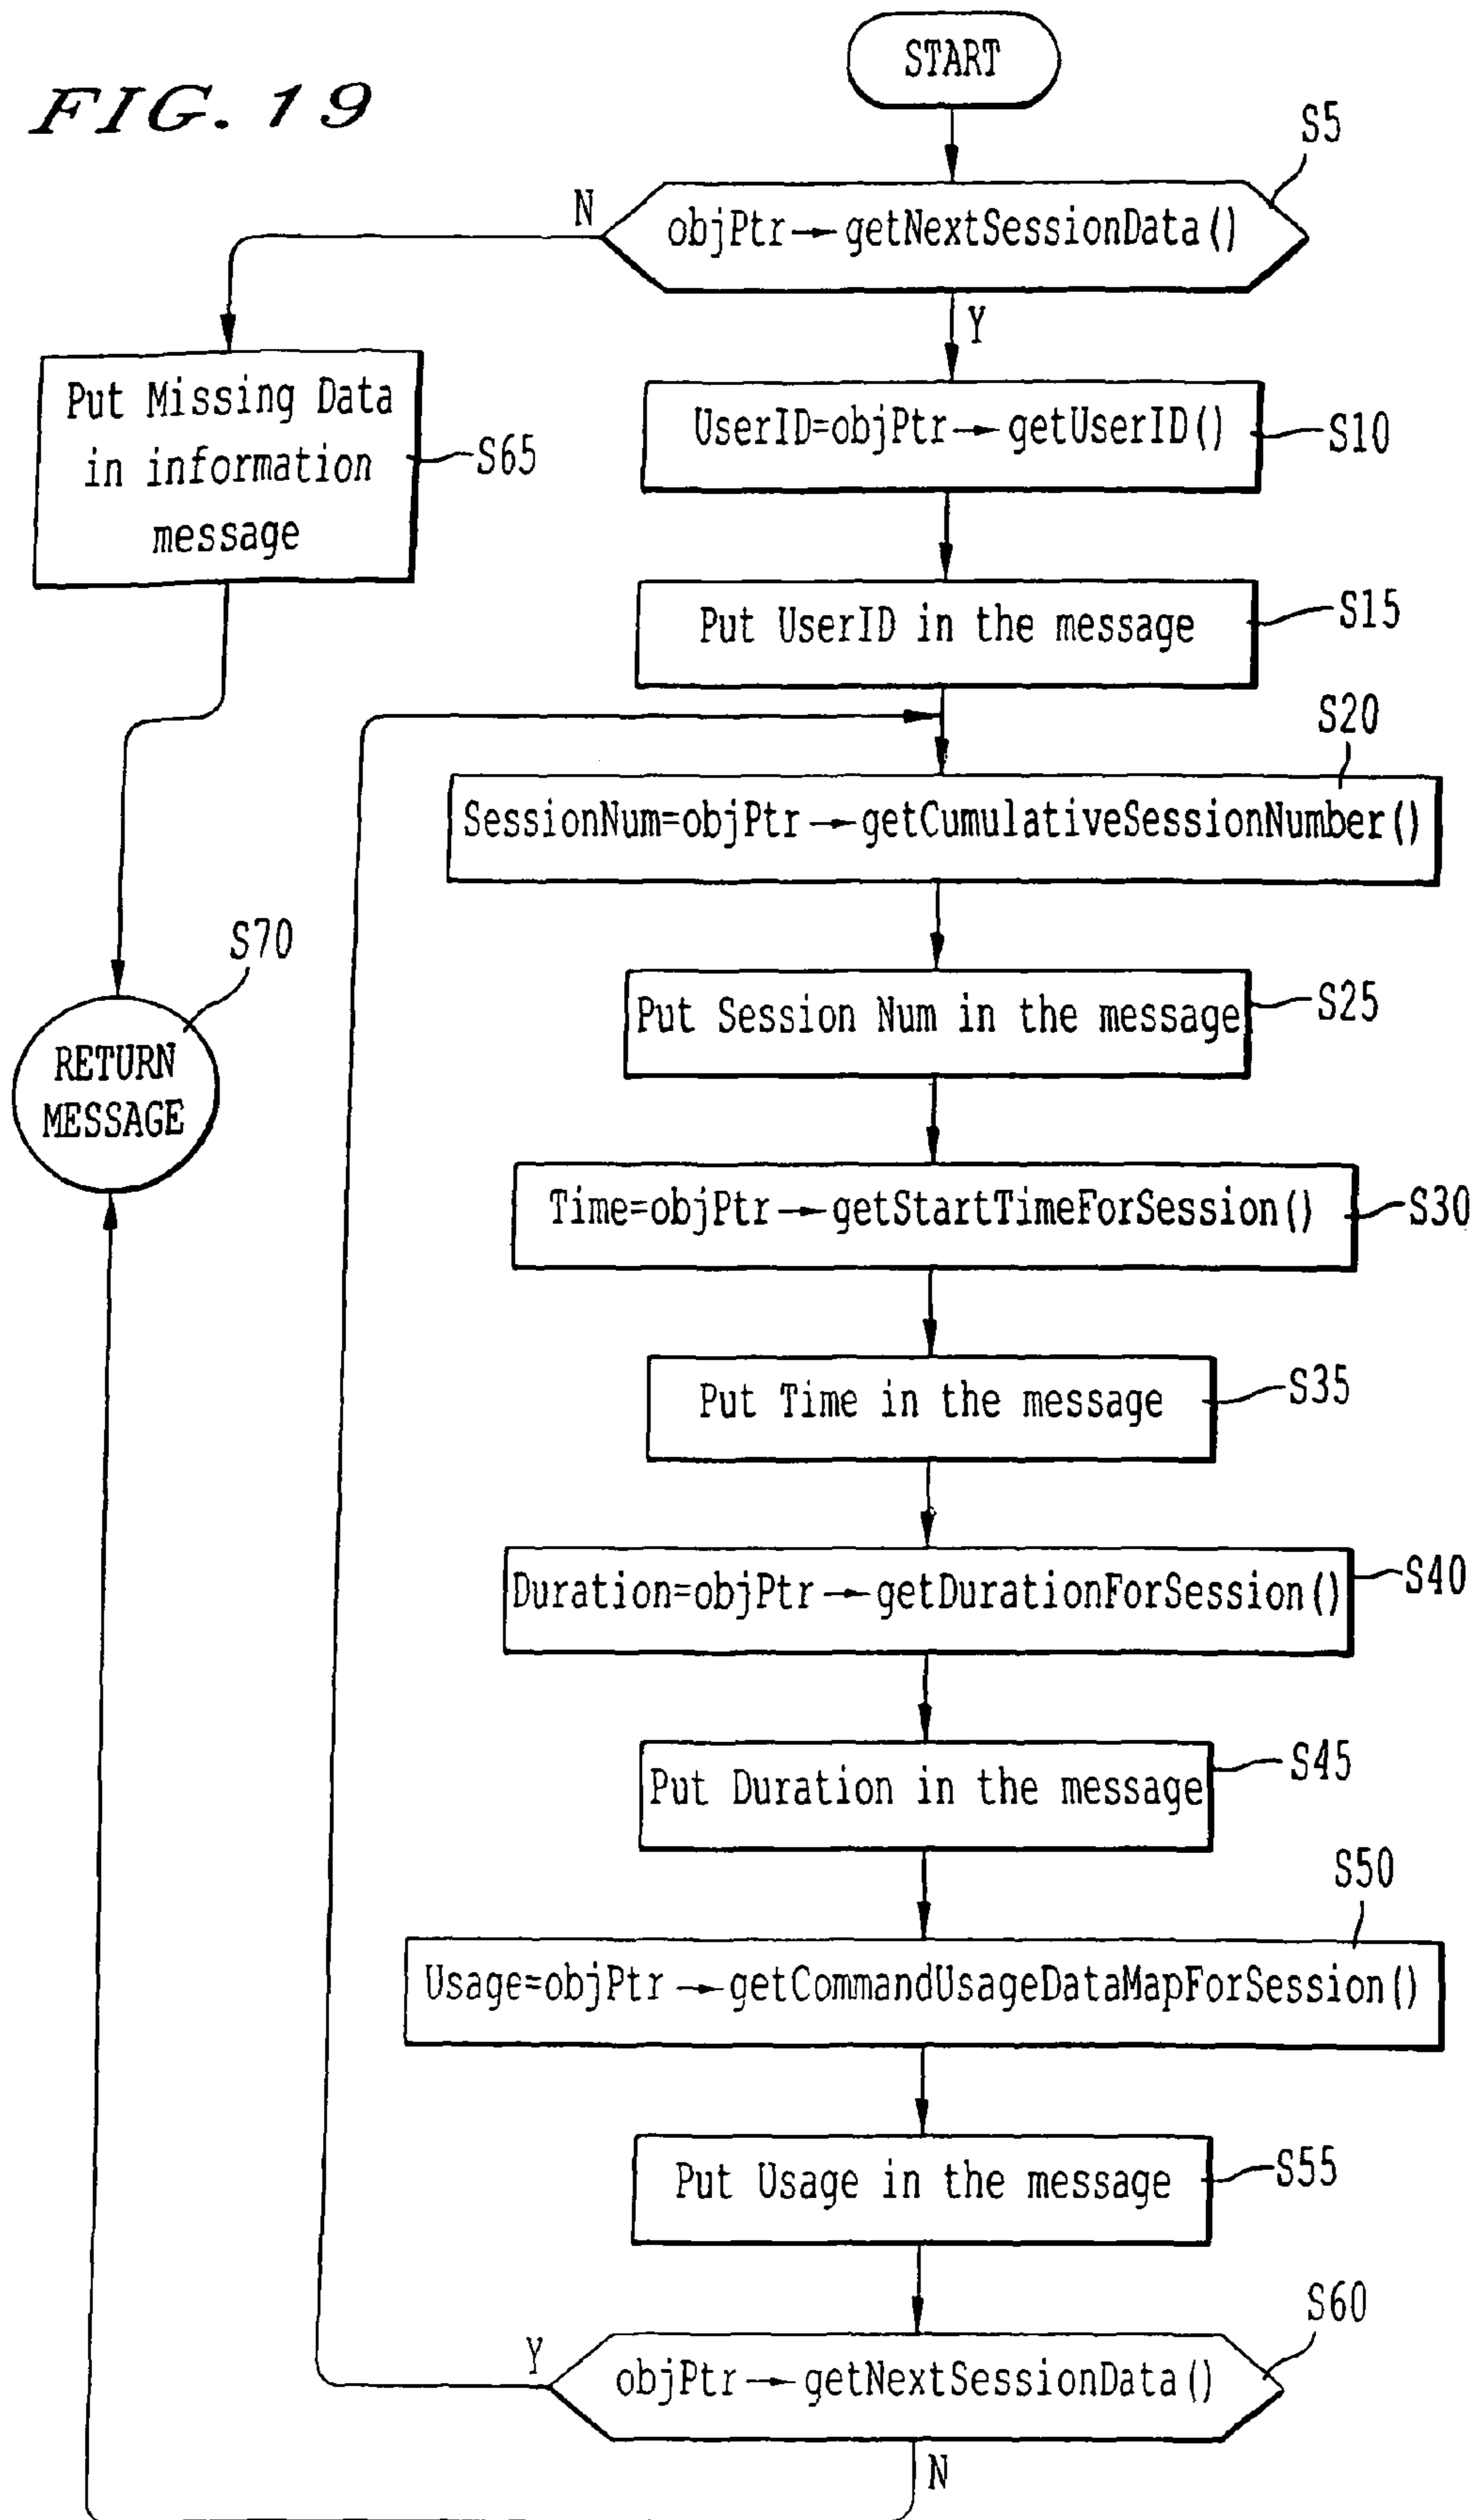 FIG. 19
START
S5
N
objPtr→getNextSessionData()
Y
Put Missing Data
in information
message
S65
UserID=objPtr→getUserID()
S10
Put UserID in the message
S15
S20
SessionNum=objPtr→getCumulativeSessionNumber()
S70
RETURN
MESSAGE
Put Session Num in the message
S25
Time=objPtr→getStartTimeForSession()
S30
Put Time in the message
S35
Duration=objPtr→getDurationForSession()
S40
Put Duration in the message
S45
S50
Usage=objPtr→getCommandUsageDataMapForSession()
Put Usage in the message
S55
S60
Y
objPtr→getNextSessionData()
N